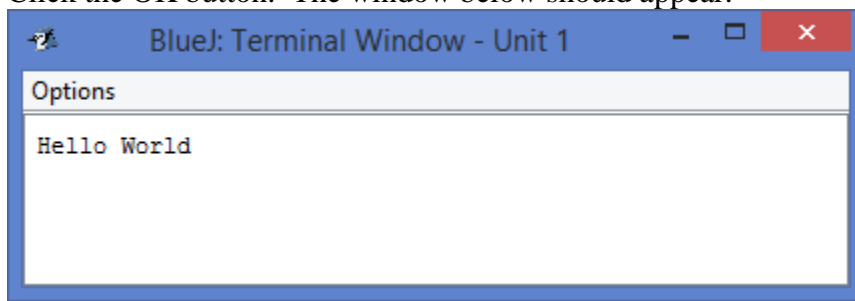 Click the OK button. The window below should appear.
BlueJ: Terminal Window - Unit 1
Options
Hello World